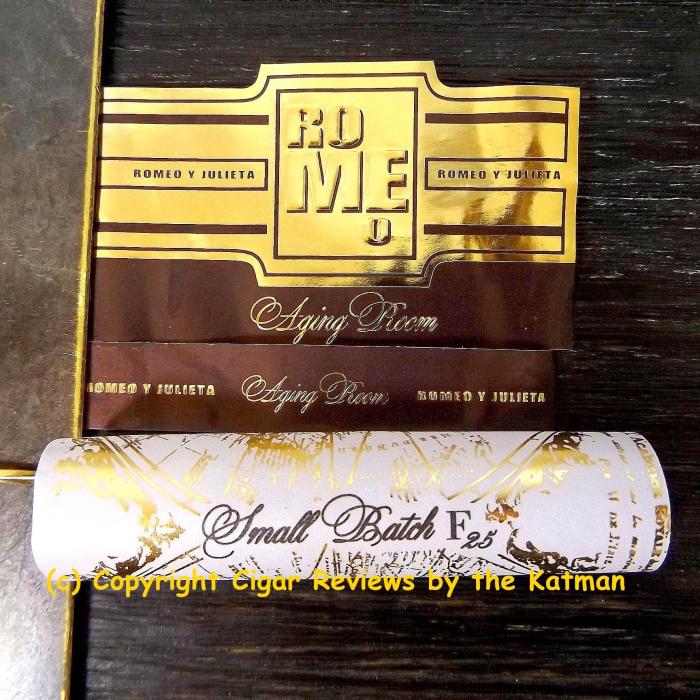 RO
ME
O
ROMEO Y JULIETA
ROMEO Y JULIETA
Aging Room
ROMEO Y JULIETA Aging Room ROMEO Y JULIETA
Small Batch F25
(c) Copyright Cigar Reviews by the Katman